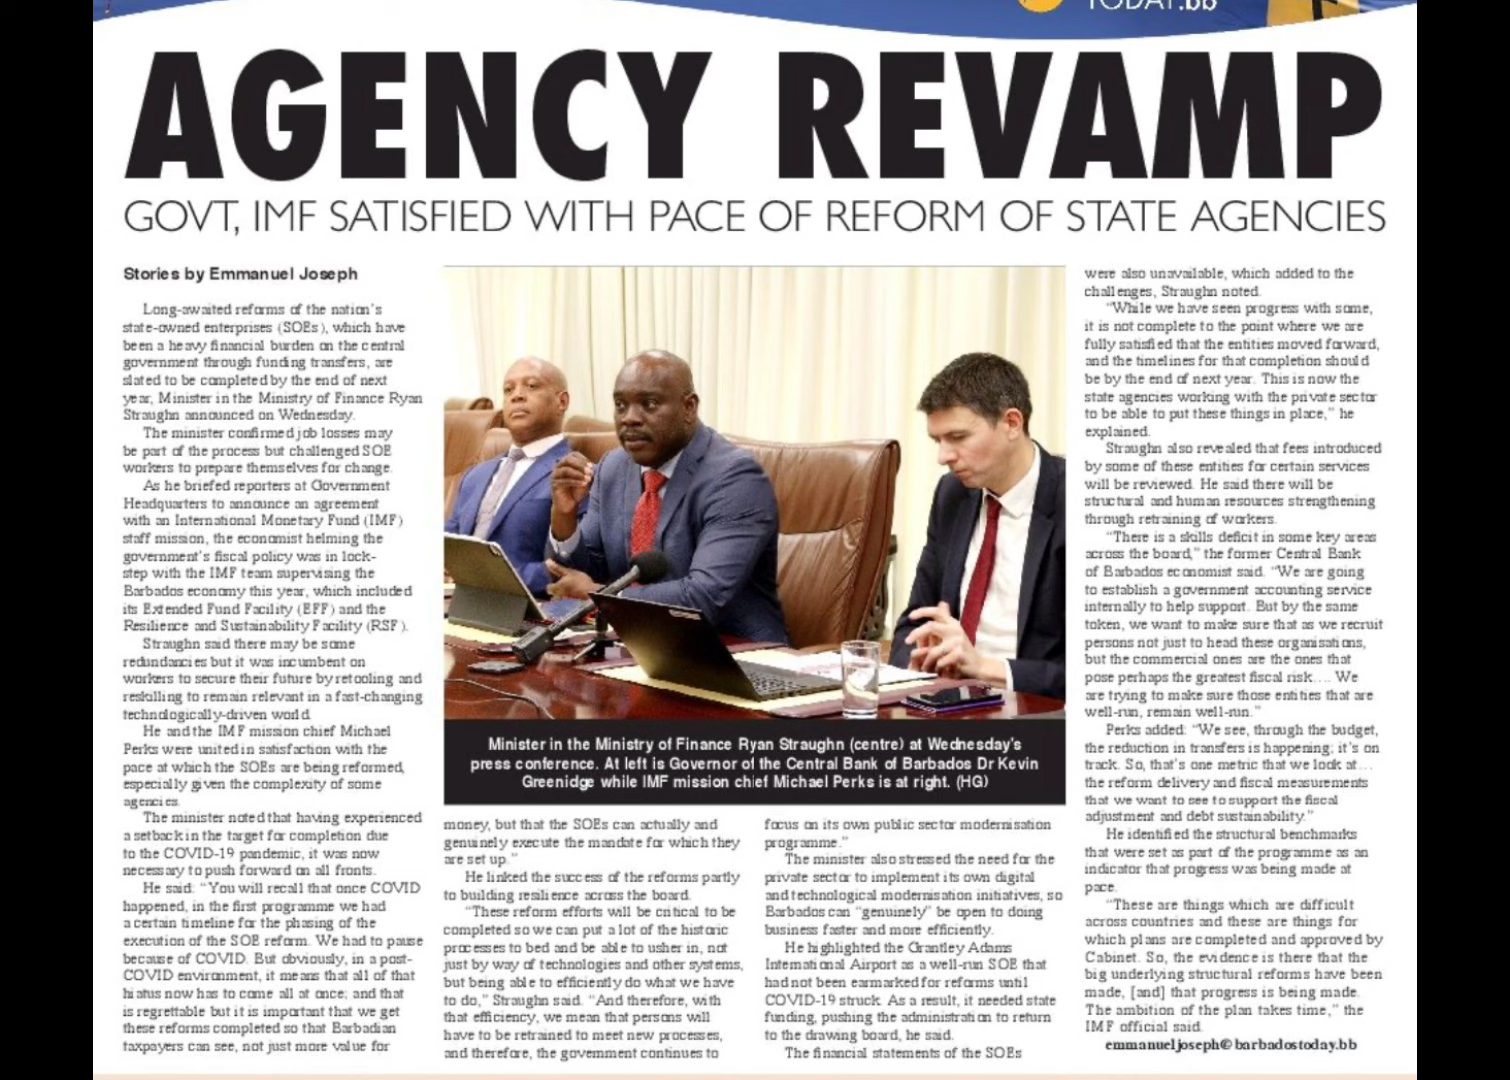 TODAY.bb
AGENCY REVAMP
GOVT, IMF SATISFIED WITH PACE OF REFORM OF STATE AGENCIES
Stories by Emmanuel Joseph
Long-awaited reforms of the nation's
state-owned enterprises (SOEs), which have
been a heavy financial burden on the central
government through funding transfers, are
slated to be completed by the end of next
year, Minister in the Ministry of Finance Ryan
Straughn announced on Wednesday.
The minister confirmed job losses may
be part of the process but challenged SOE
workers to prepare themselves for change.
As he briefed reporters at Government
Headquarters to announce an agreement
with an International Monetary Fund (IMF)
staff mission, the economist helming the
government's fiscal policy was in lock-
step with the IMF team supervising the
Barbados economy this year, which included
its Extended Fund Facility (EFF) and the
Resilience and Sustainability Facility (RSF).
Straughn said there may be some
redundancies but it was incumbent on
workers to secure their future by retooling and
reskilling to remain relevant in a fast-changing
technologically-driven world.
He and the IMF mission chief Michael
Perks were united in satisfaction with the
pace at which the SOEs are being reformed,
especially given the complexity of some
agencies.
The minister noted that having experienced
a setback in the target for completion due
to the COVID-19 pandemic, it was now
necessary to push forward on all fronts.
He said: "You will recall that once COVID
happened, in the first programme we had
a certain timeline for the phasing of the
execution of the SOE reform. We had to pause
because of COVID. But obviously, in a post-
COVID environment, it means that all of that
hiatus now has to come all at once; and that
is regrettable but it is important that we get
these reforms completed so that Barbadian
taxpayers can see, not just more value for
Minister in the Ministry of Finance Ryan Straughn (centre) at Wednesday's
press conference. At left is Governor of the Central Bank of Barbados Dr Kevin
Greenidge while IMF mission chief Michael Perks is at right. (HG)
money, but that the SOEs can actually and
genuinely execute the mandate for which they
are set up."
He linked the success of the reforms partly
to building resilience across the board.
"These reform efforts will be critical to be
completed so we can put a lot of the historic
processes to bed and be able to usher in, not
just by way of technologies and other systems,
but being able to efficiently do what we have
to do," Straughn said. "And therefore, with
that efficiency, we mean that persons will
have to be retrained to meet new processes,
and therefore, the government continues to
focus on its own public sector modernisation
programme."
The minister also stressed the need for the
private sector to implement its own digital
and technological modernisation initiatives, so
Barbados can "genuinely" be open to doing
business faster and more efficiently.
He highlighted the Grantley Adams
International Airport as a well-run SOE that
had not been earmarked for reforms until
COVID-19 struck. As a result, it needed state
funding, pushing the administration to return
to the drawing board, he said.
The financial statements of the SOEs
were also unavailable, which added to the
challenges, Straughn noted.
"While we have seen progress with some,
it is not complete to the point where we are
fully satisfied that the entities moved forward,
and the timelines for that completion should
be by the end of next year. This is now the
state agencies working with the private sector
to be able to put these things in place," he
explained.
Straughn also revealed that fees introduced
by some of these entities for certain services
will be reviewed. He said there will be
structural and human resources strengthening
through retraining of workers.
"There is a skills deficit in some key areas
across the board," the former Central Bank
of Barbados economist said. "We are going
to establish a government accounting service
internally to help support. But by the same
token, we want to make sure that as we recruit
persons not just to head these organisations,
but the commercial ones are the ones that
pose perhaps the greatest fiscal risk.... We
are trying to make sure those entities that are
well-run, remain well-run."
Perks added: "We see, through the budget,
the reduction in transfers is happening; it's on
track. So, that's one metric that we look at...
the reform delivery and fiscal measurements
that we want to see to support the fiscal
adjustment and debt sustainability."
He identified the structural benchmarks
that were set as part of the programme as an
indicator that progress was being made at
pace.
"These are things which are difficult
across countries and these are things for
which plans are completed and approved by
Cabinet. So, the evidence is there that the
big underlying structural reforms have been
made, [and] that progress is being made.
The ambition of the plan takes time," the
IMF official said.
emmanueljoseph@barbadostoday.bb